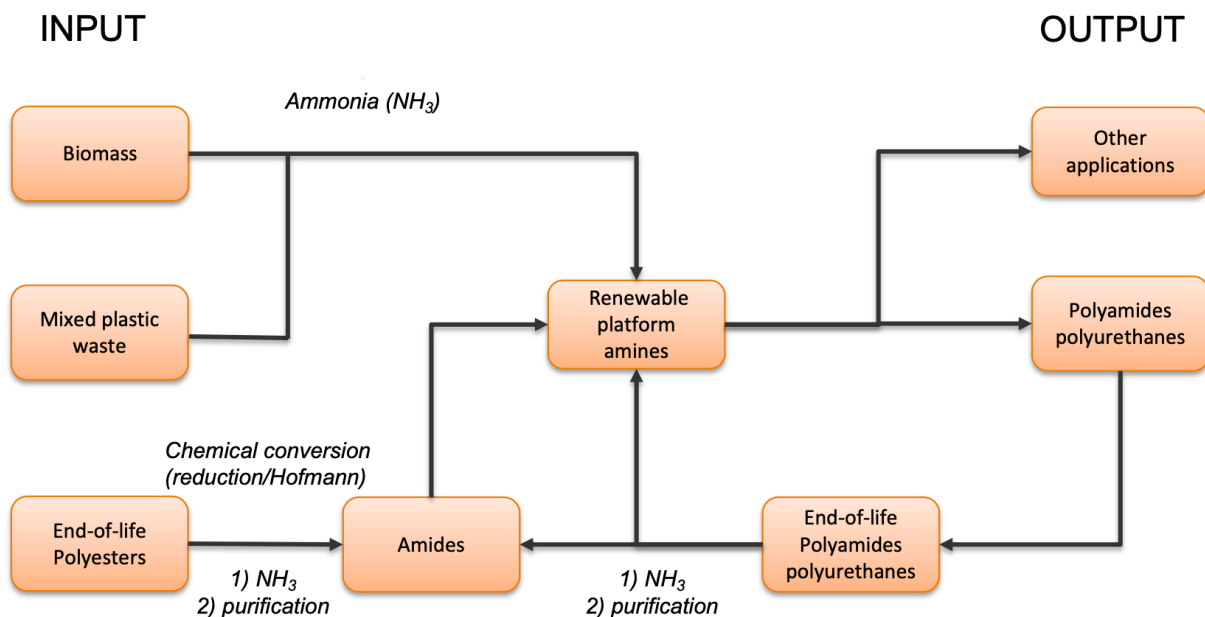 INPUT
OUTPUT
Ammonia (NH₃)
Biomass
Other
applications
Mixed plastic
waste
Renewable
platform
amines
Polyamides
polyurethanes
Chemical conversion
(reduction/Hofmann)
End-of-life
Polyesters
Amides
End-of-life
Polyamides
polyurethanes
1) NH₃
2) purification
1) NH₃
2) purification